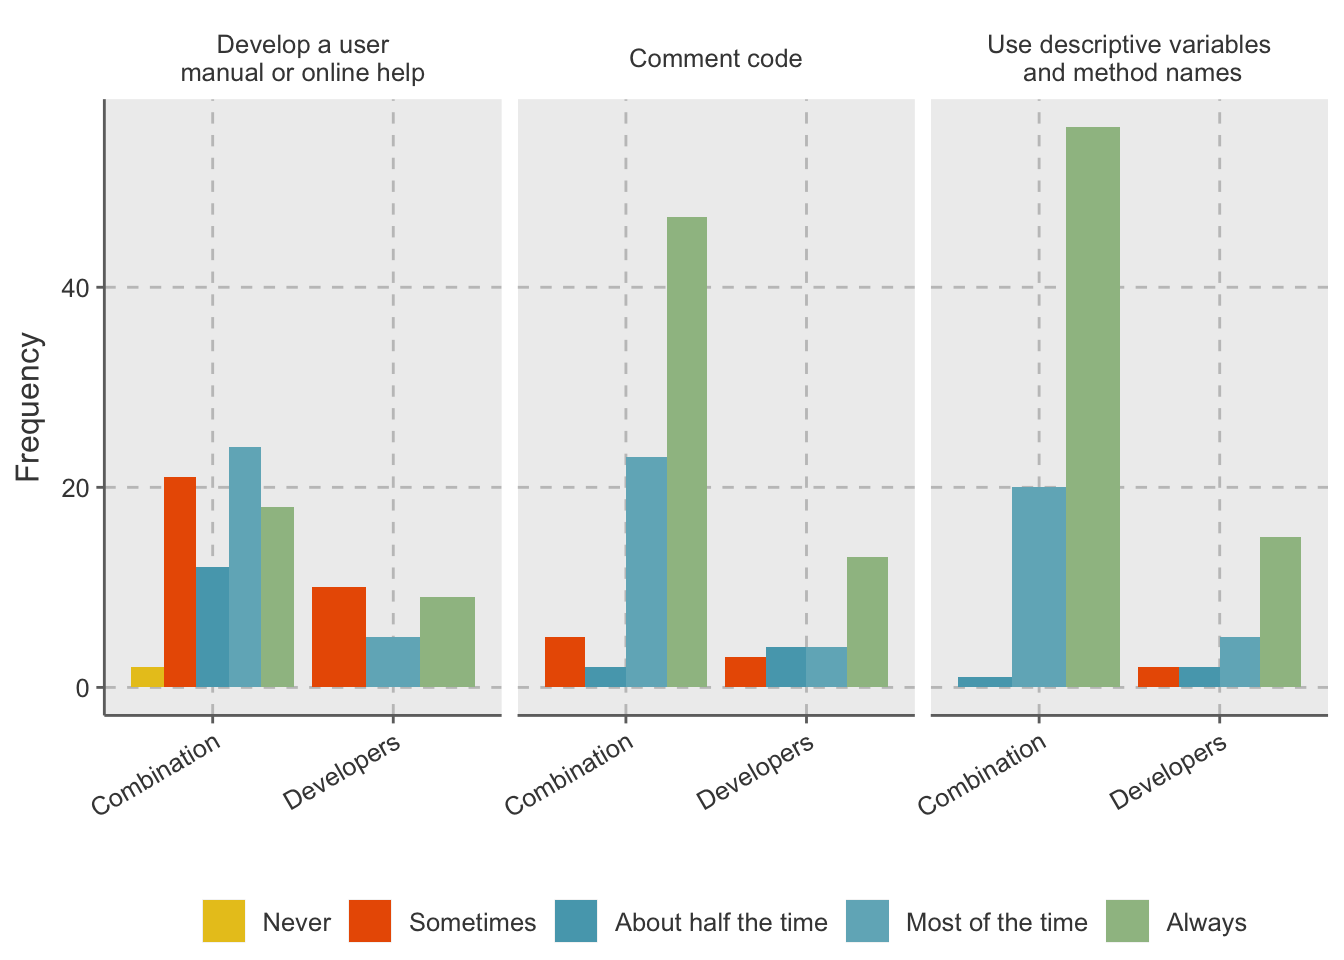 Develop a user
manual or online help
Comment code
Use descriptive variables
and method names
Frequency
40
20
0
Combination
Developers
Combination
Developers
Combination
Developers
Never
Sometimes
About half the time
Most of the time
Always